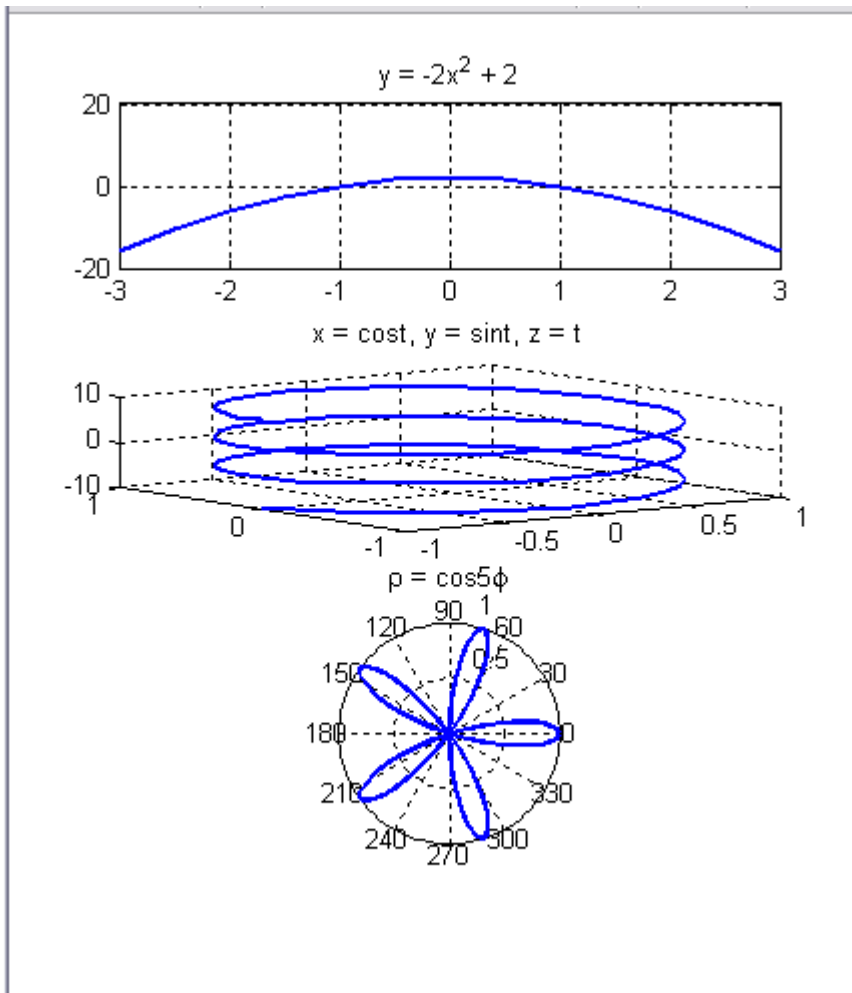 y = -2x² + 2
20
0
-20
-3 -2 -1 0 1 2 3
x = cost, y = sint, z = t
10
0
-10
1 0 -1
-1 -0.5 0 0.5 1
ρ = cos5ϕ
90 1
120 60
0.5
150 30
180 0
210 330
240 300
270